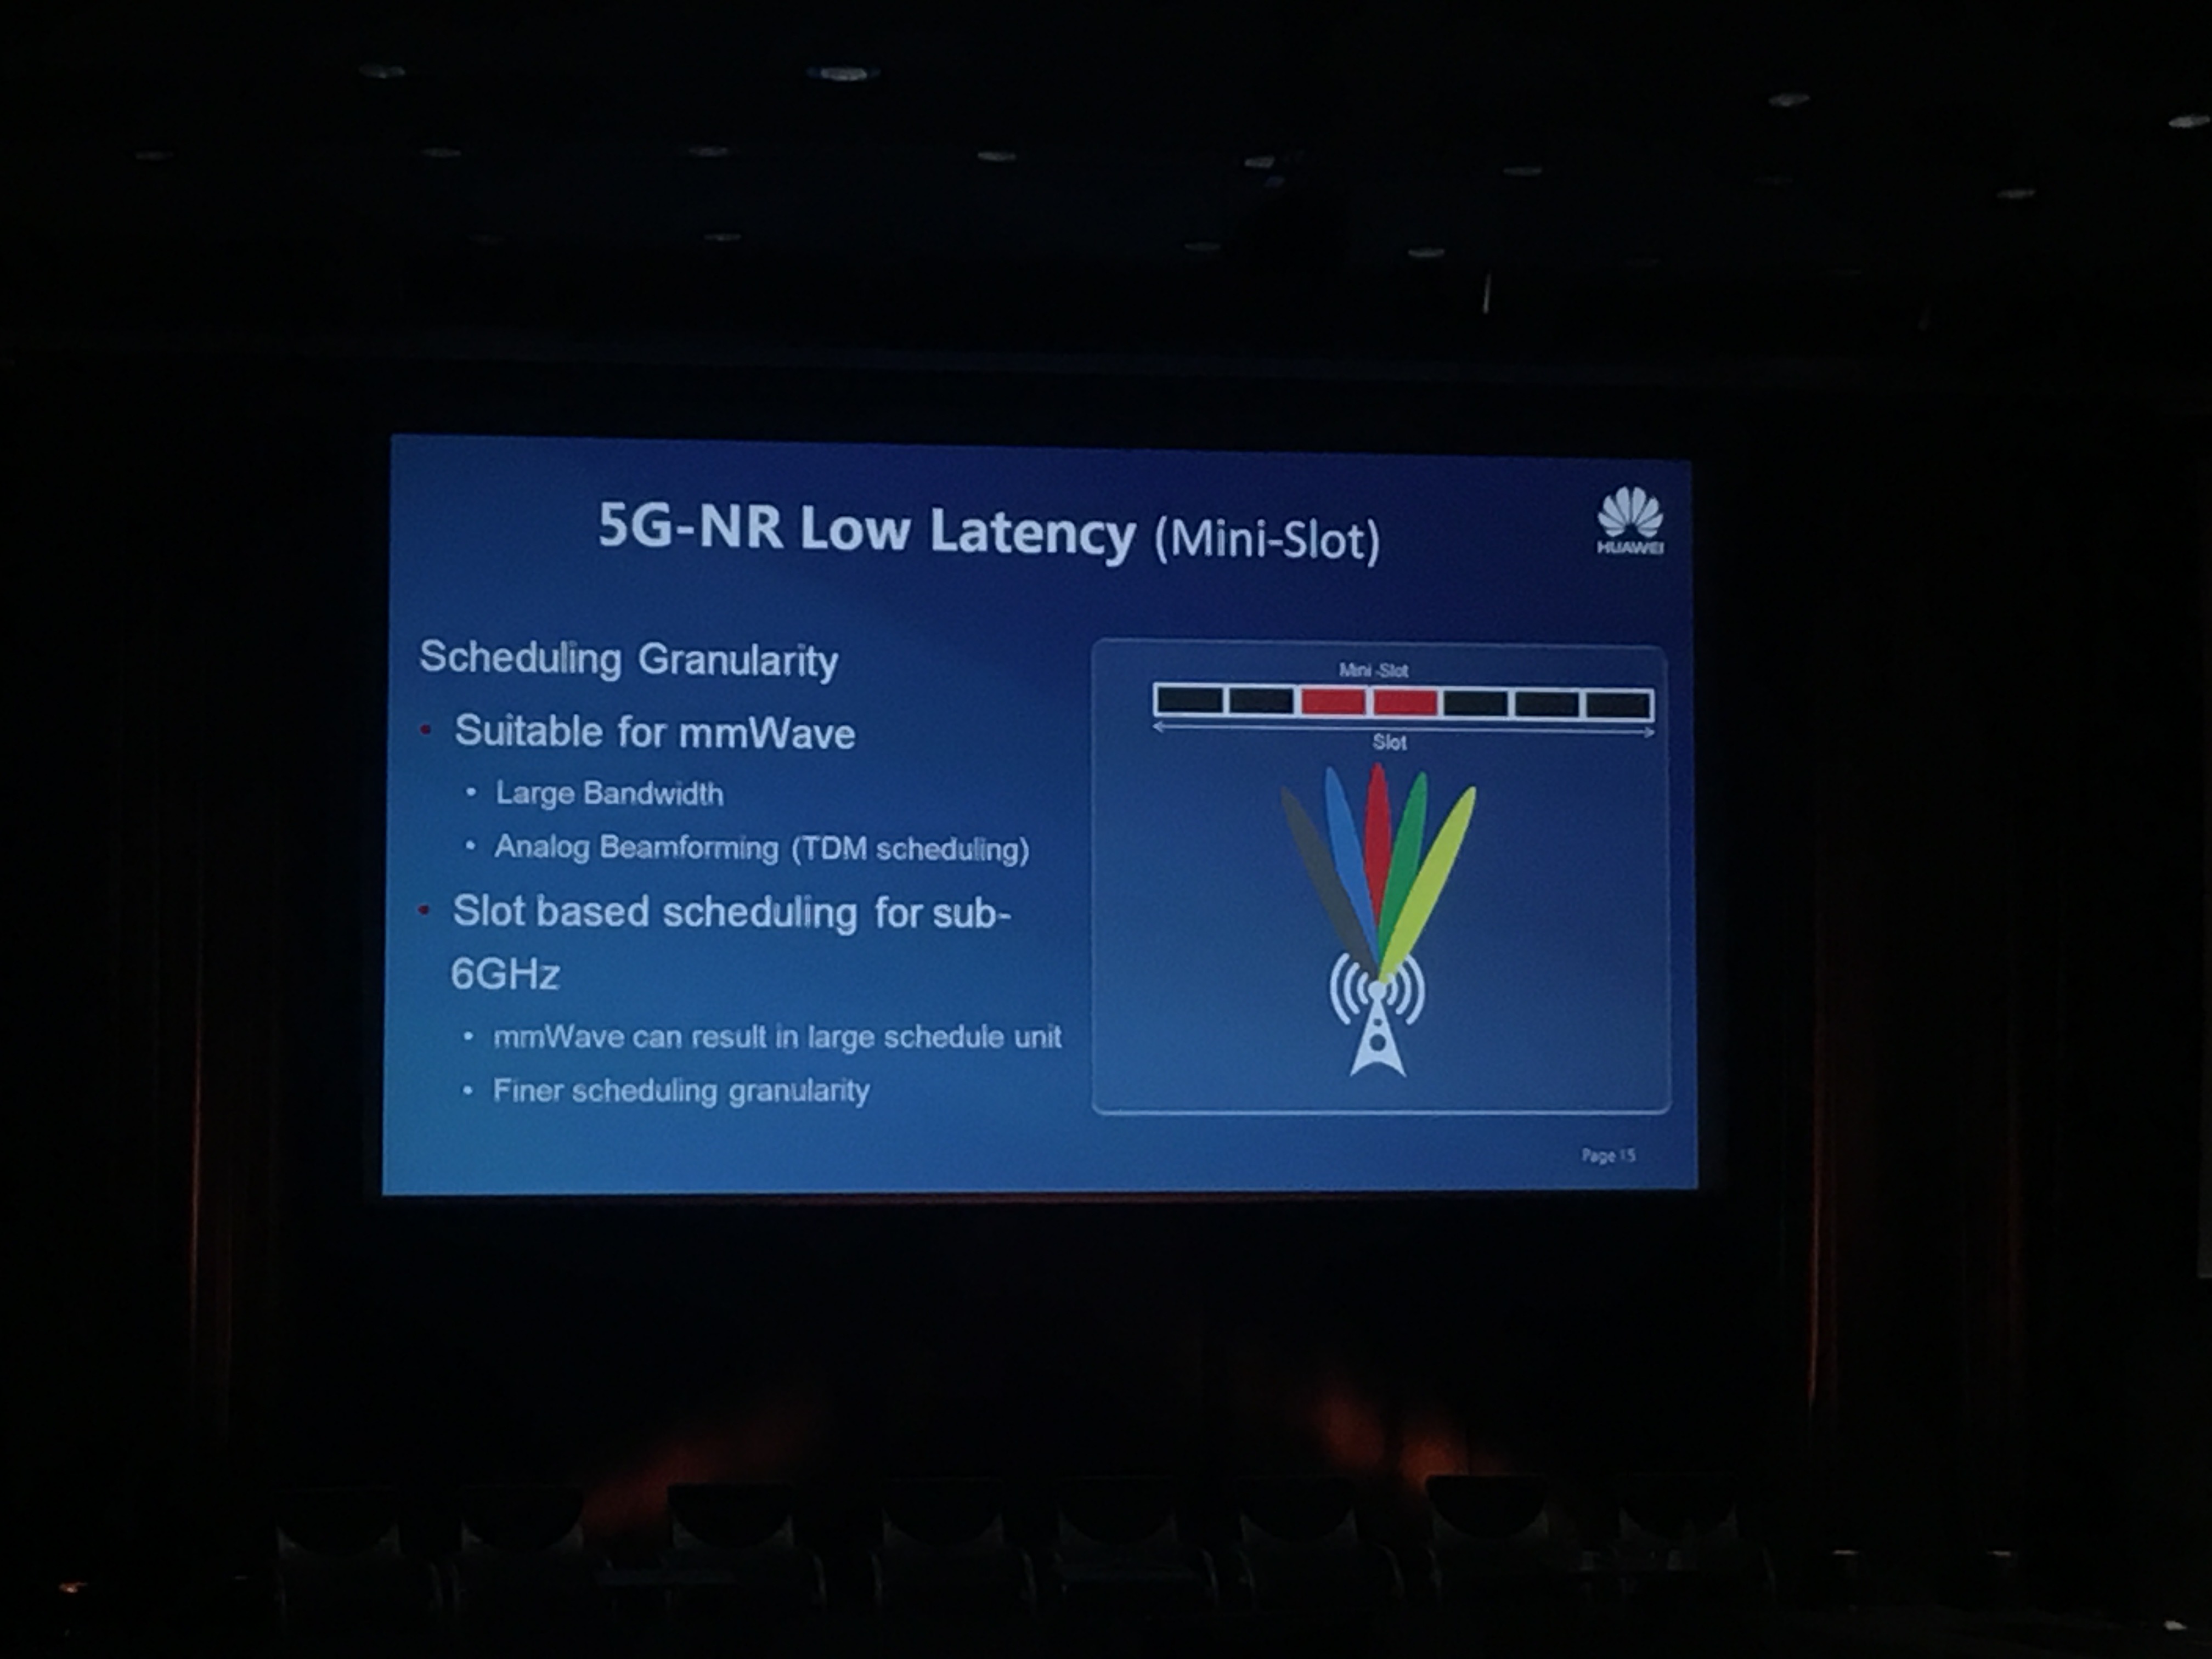 5G-NR Low Latency (Mini-Slot)
HUAWEI
Scheduling Granularity
• Suitable for mmWave
• Large Bandwidth
• Analog Beamforming (TDM scheduling)
• Slot based scheduling for sub-
6GHz
• mmWave can result in large schedule unit
• Finer scheduling granularity
Mini-Slot
Slot
Page 15